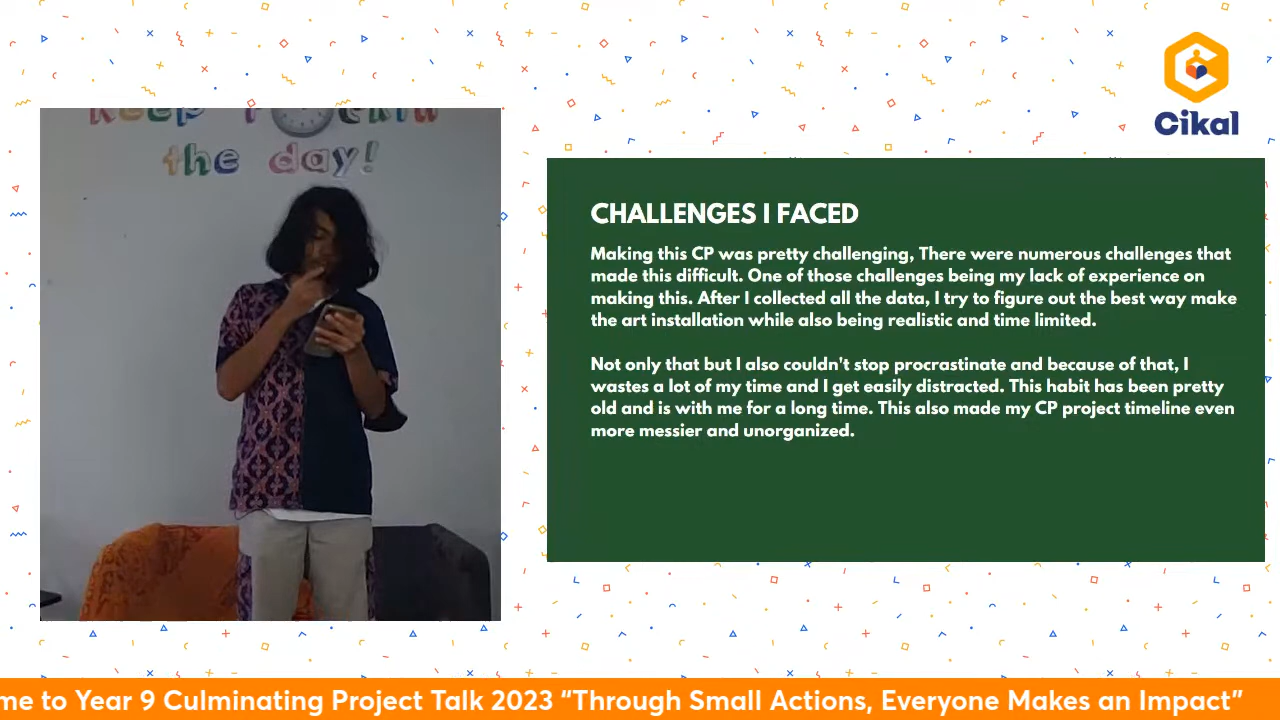 the day!
Cikal
CHALLENGES I FACED
Making this CP was pretty challenging, There were numerous challenges that
made this difficult. One of those challenges being my lack of experience on
making this. After I collected all the data, I try to figure out the best way make
the art installation while also being realistic and time limited.
Not only that but I also couldn't stop procrastinate and because of that, I
wastes a lot of my time and I get easily distracted. This habit has been pretty
old and is with me for a long time. This also made my CP project timeline even
more messier and unorganized.
me to Year 9 Culminating Project Talk 2023 “Through Small Actions, Everyone Makes an Impact”